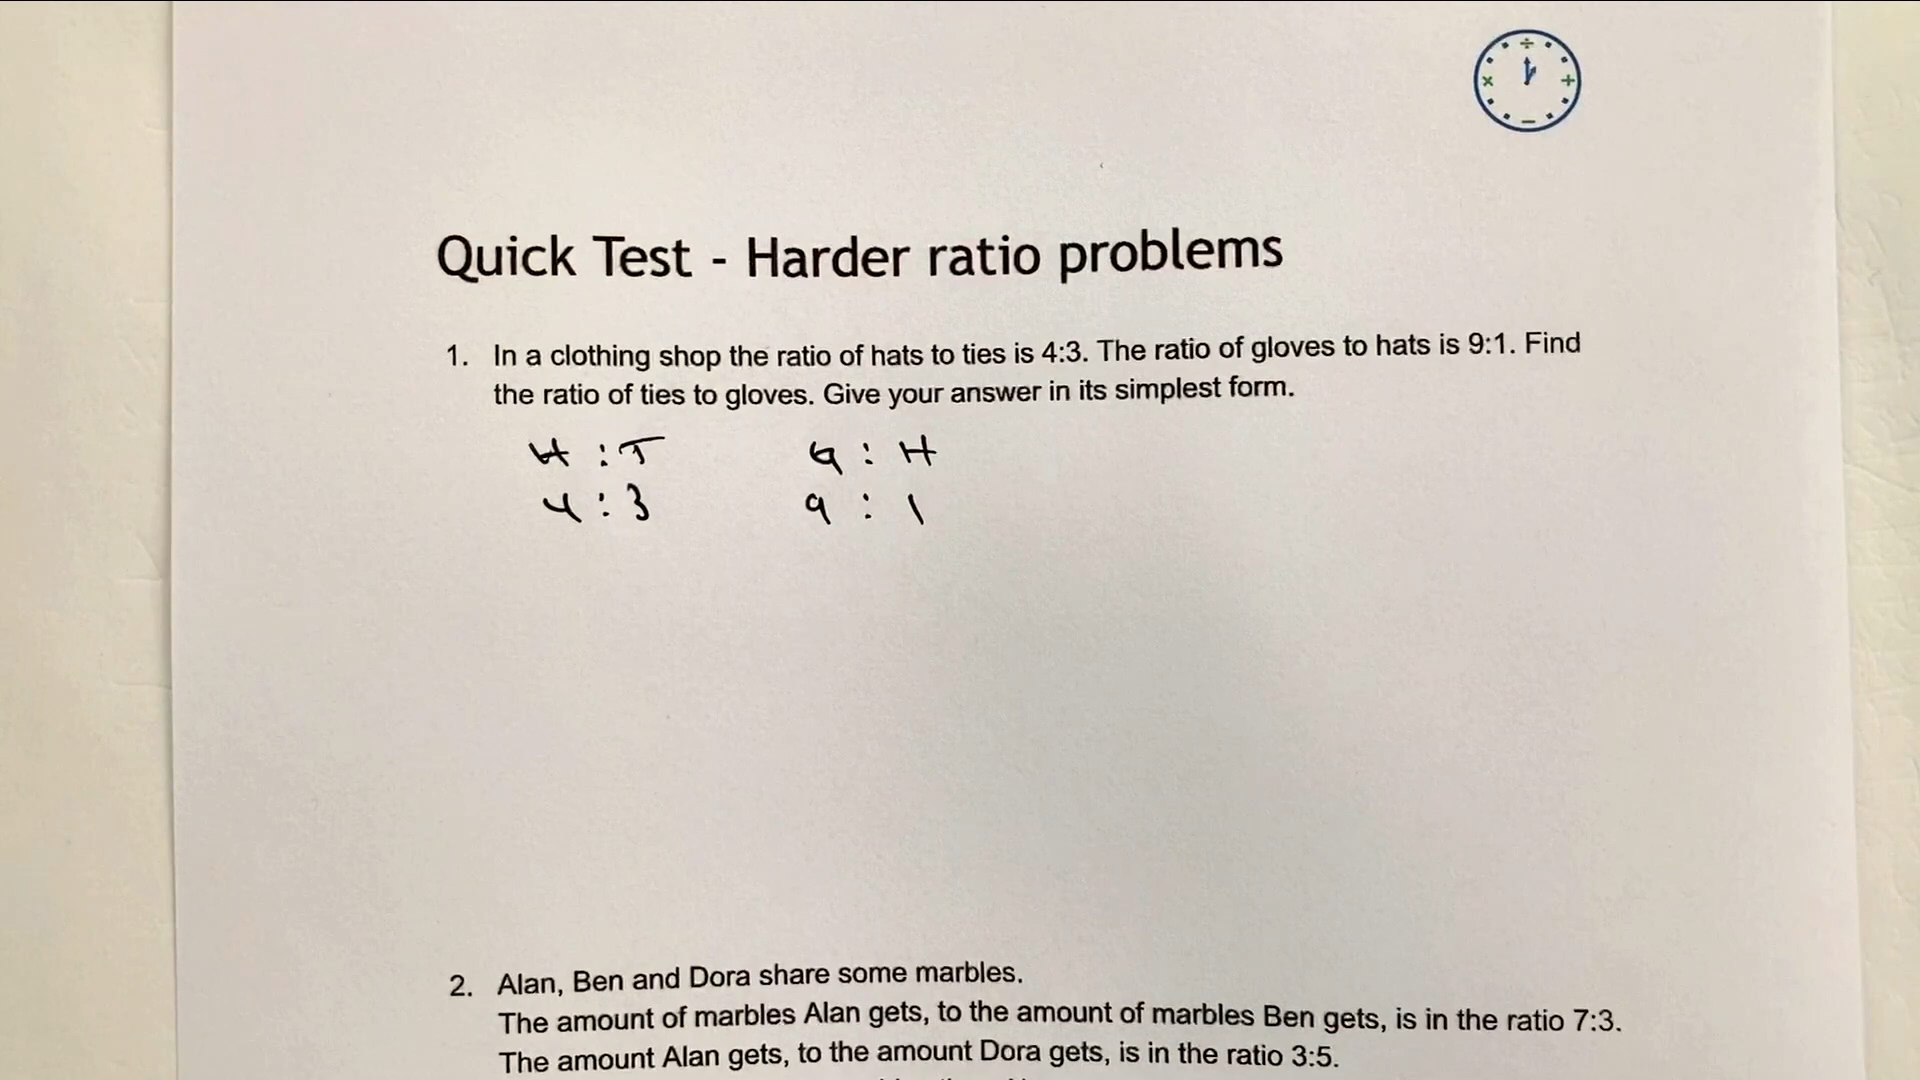 Quick Test - Harder ratio problems
1. In a clothing shop the ratio of hats to ties is 4:3. The ratio of gloves to hats is 9:1. Find
the ratio of ties to gloves. Give your answer in its simplest form.
H : T G : H
4 : 3 9 : 1
2. Alan, Ben and Dora share some marbles.
The amount of marbles Alan gets, to the amount of marbles Ben gets, is in the ratio 7:3.
The amount Alan gets, to the amount Dora gets, is in the ratio 3:5.